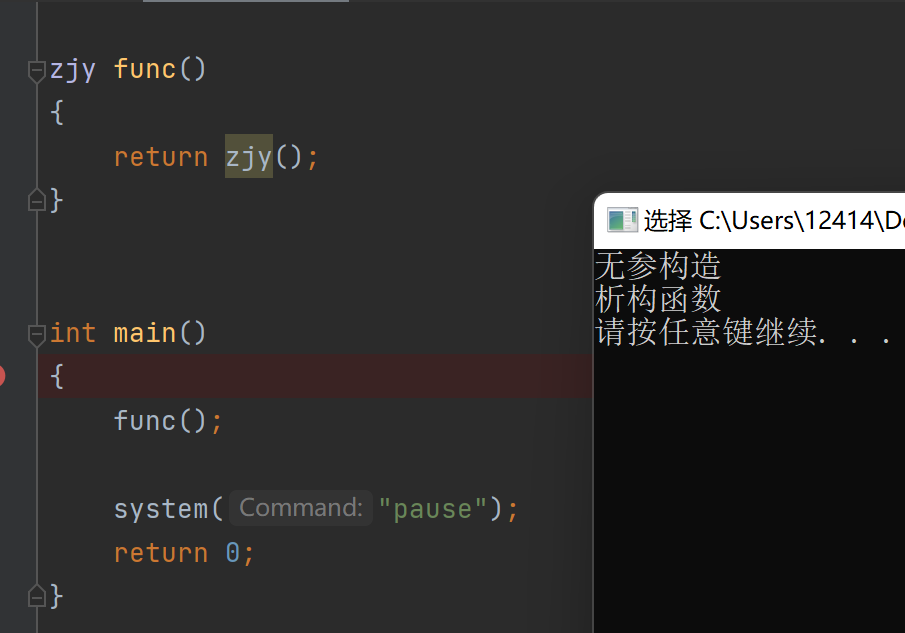 zjy func()
{
    return zjy();
}
int main()
{
    func();
    system( Command: "pause");
    return 0;
}
选择 C:\Users\12414\De
无参构造
析构函数
请按任意键继续. . .